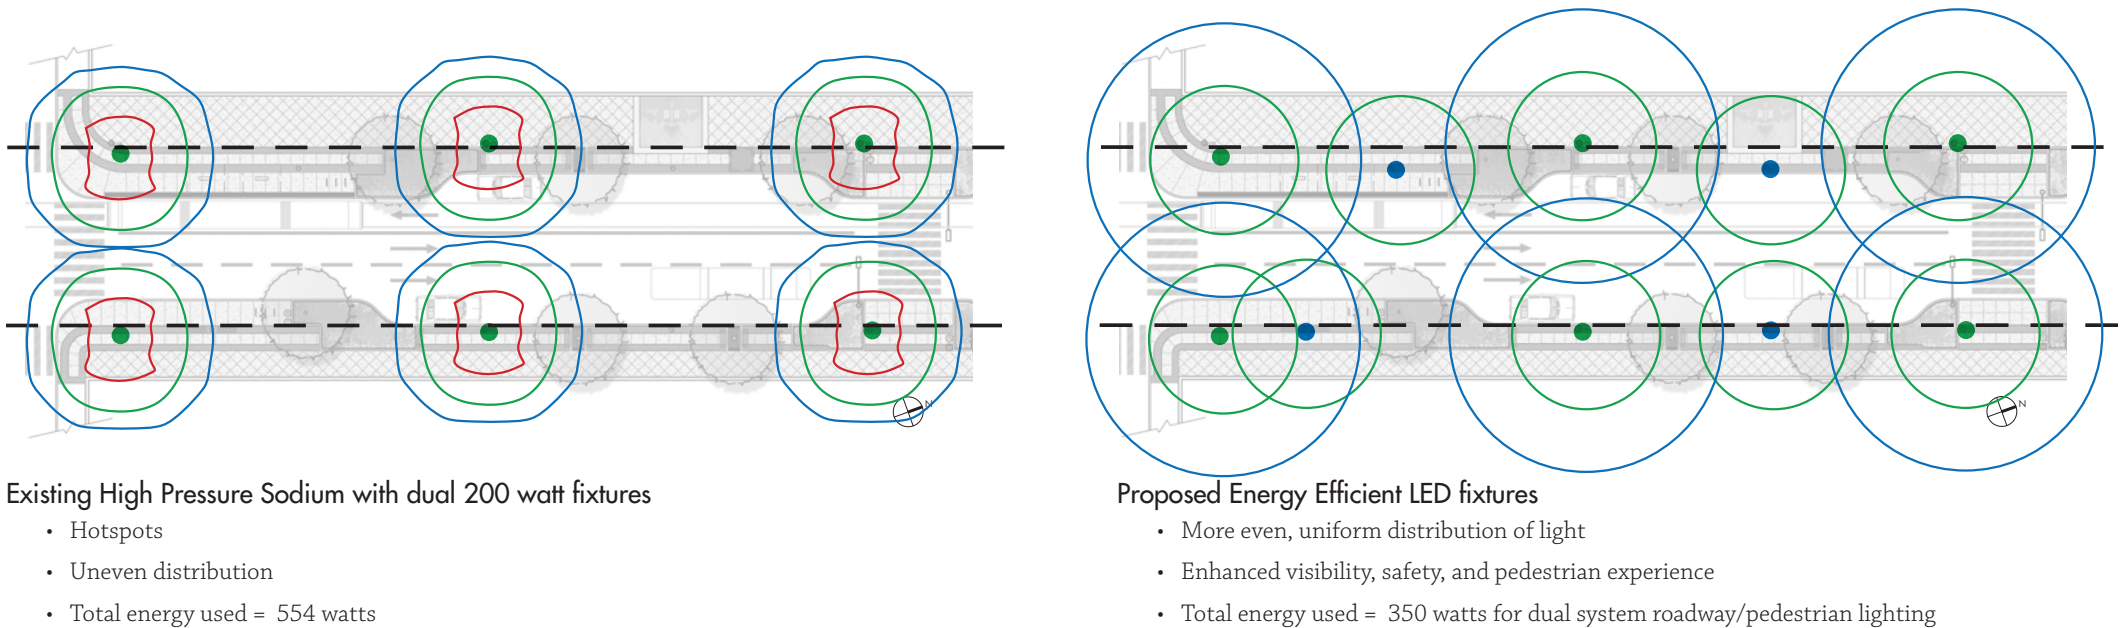 N
Existing High Pressure Sodium with dual 200 watt fixtures
• Hotspots
• Uneven distribution
• Total energy used = 554 watts
N
Proposed Energy Efficient LED fixtures
• More even, uniform distribution of light
• Enhanced visibility, safety, and pedestrian experience
• Total energy used = 350 watts for dual system roadway/pedestrian lighting